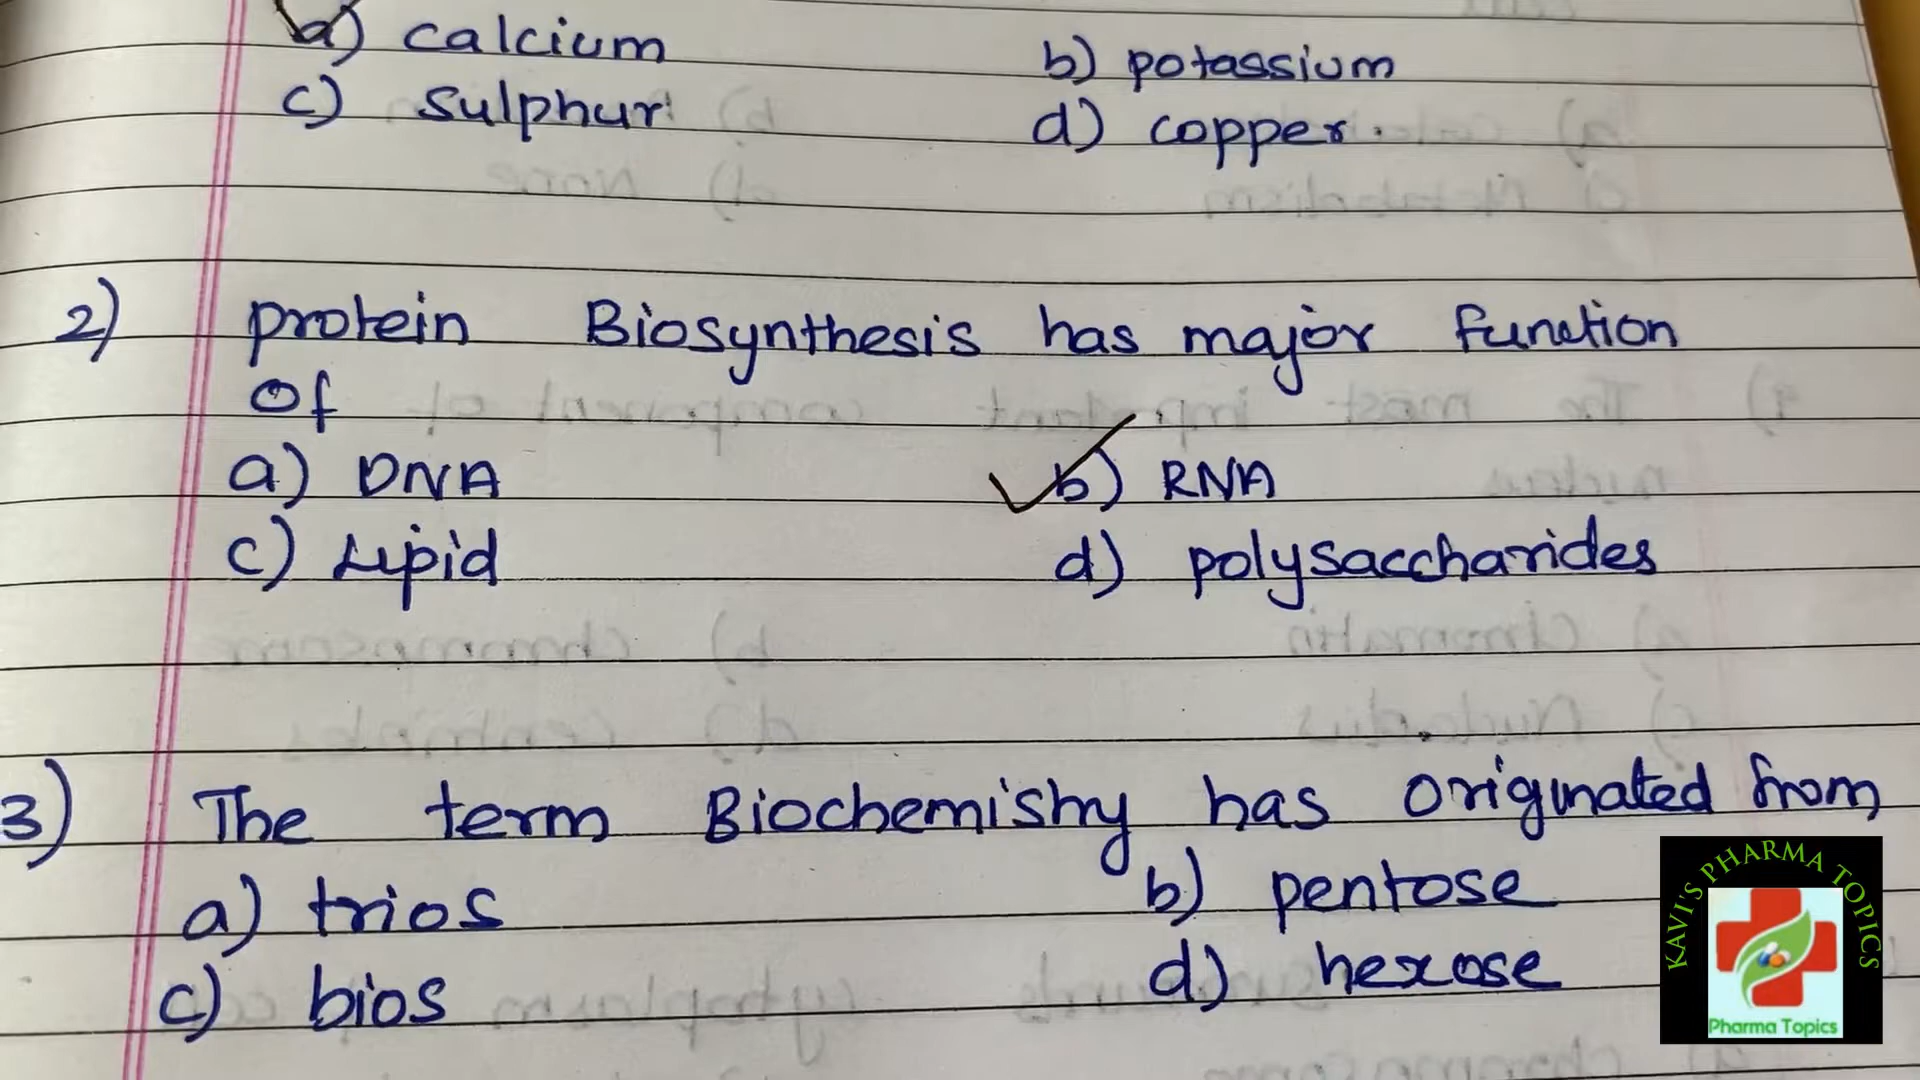 a) calcium b) potassium
c) sulphur d) copper.
2) protein Biosynthesis has major function
of
a) DNA b) RNA
c) Lipid d) polysaccharides
3) The term Biochemistry has originated from
a) trios b) pentose
c) bios d) hexose
KAVI'S PHARMA TOPICS
Pharma Topics